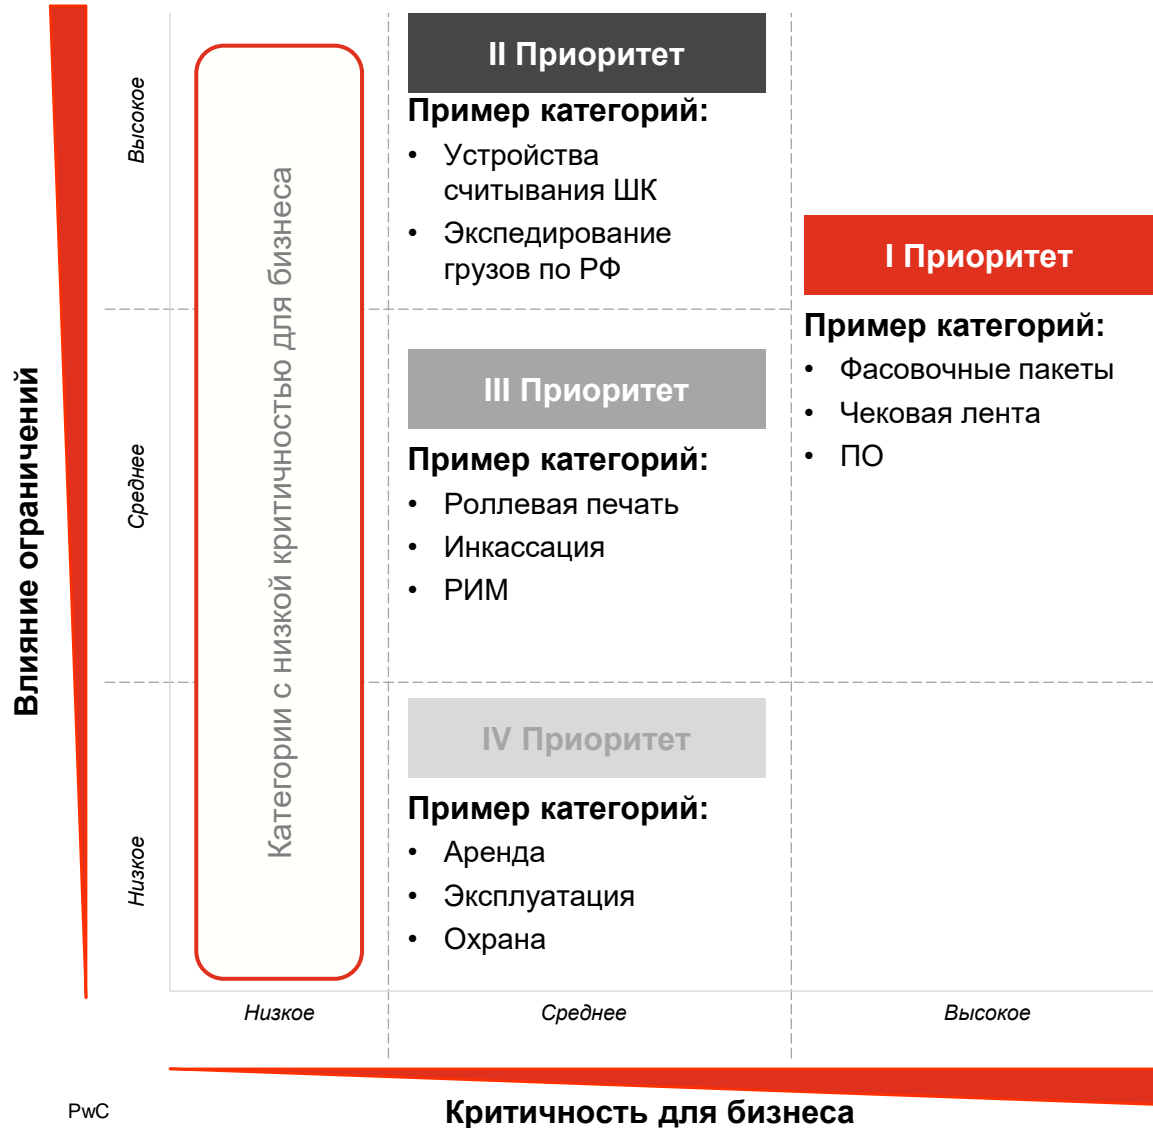 Влияние ограничений
Высокое
Среднее
Низкое
Категории с низкой критичностью для бизнеса
II Приоритет
Пример категорий:
• Устройства
считывания ШК
• Экспедирование
грузов по РФ
III Приоритет
Пример категорий:
• Роллевая печать
• Инкассация
• РИМ
IV Приоритет
Пример категорий:
• Аренда
• Эксплуатация
• Охрана
I Приоритет
Пример категорий:
• Фасовочные пакеты
• Чековая лента
• ПО
Низкое
Среднее
Высокое
Критичность для бизнеса
PwC